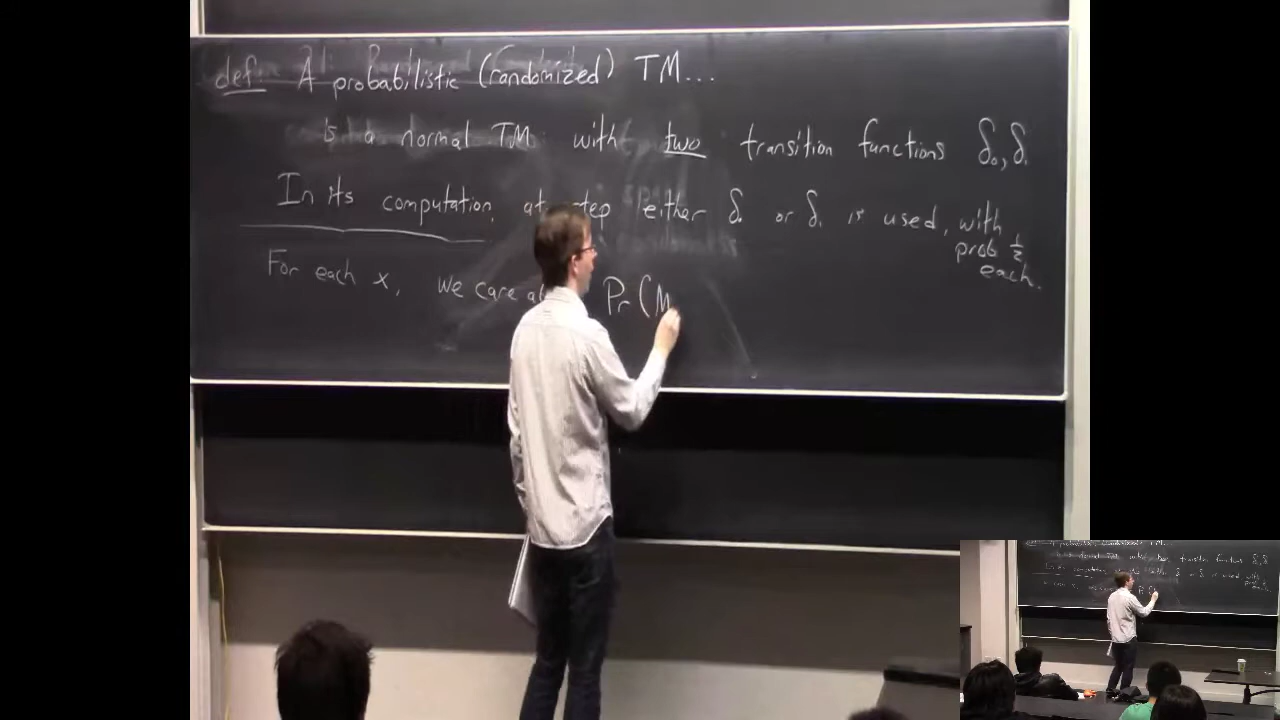 def: A probabilistic (randomized) TM...
is a normal TM with two transition functions δ₀, δ₁
In its computation, at step either δ₀ or δ₁ is used, with
prob ½
each.
For each x, we care Pr(M